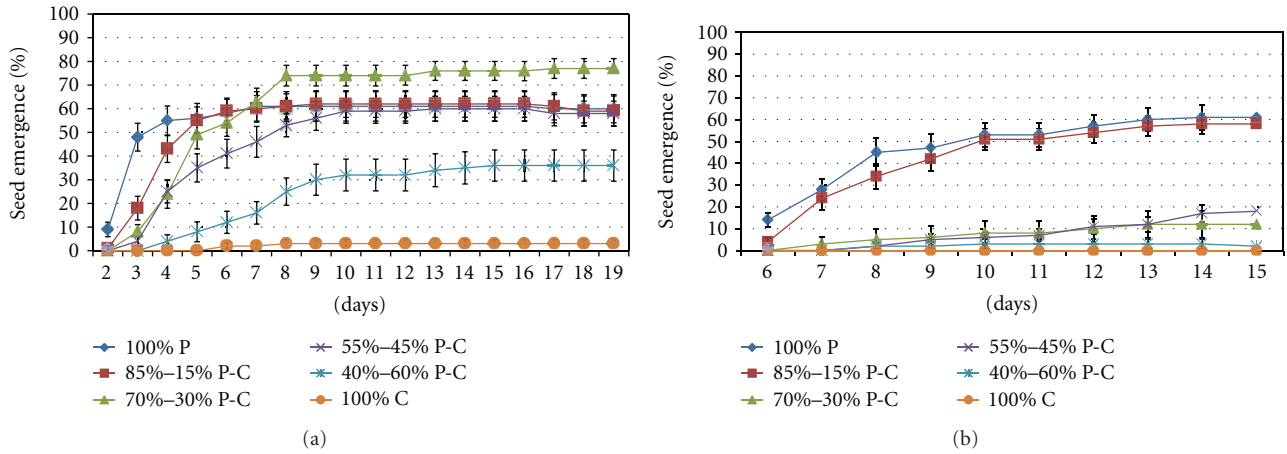 100
90
80
70
60
50
40
30
20
10
0
Seed emergence (%)
2 3 4 5 6 7 8 9 10 11 12 13 14 15 16 17 18 19
(days)
100% P
85%–15% P-C
70%–30% P-C
55%–45% P-C
40%–60% P-C
100% C
(a)
100
90
80
70
60
50
40
30
20
10
0
Seed emergence (%)
6 7 8 9 10 11 12 13 14 15
(days)
100% P
85%–15% P-C
70%–30% P-C
55%–45% P-C
40%–60% P-C
100% C
(b)